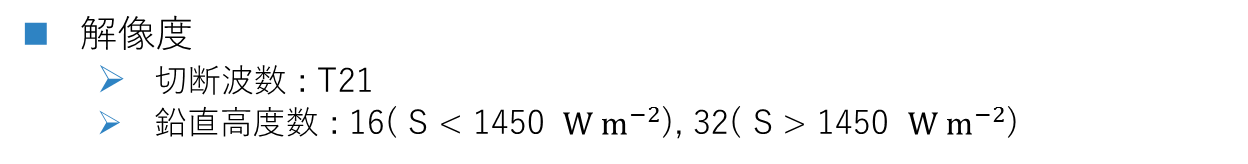 ■ 解像度
➢ 切断波数 : T21
➢ 鉛直高度数 : 16( S < 1450 W m⁻²), 32( S > 1450 W m⁻²)